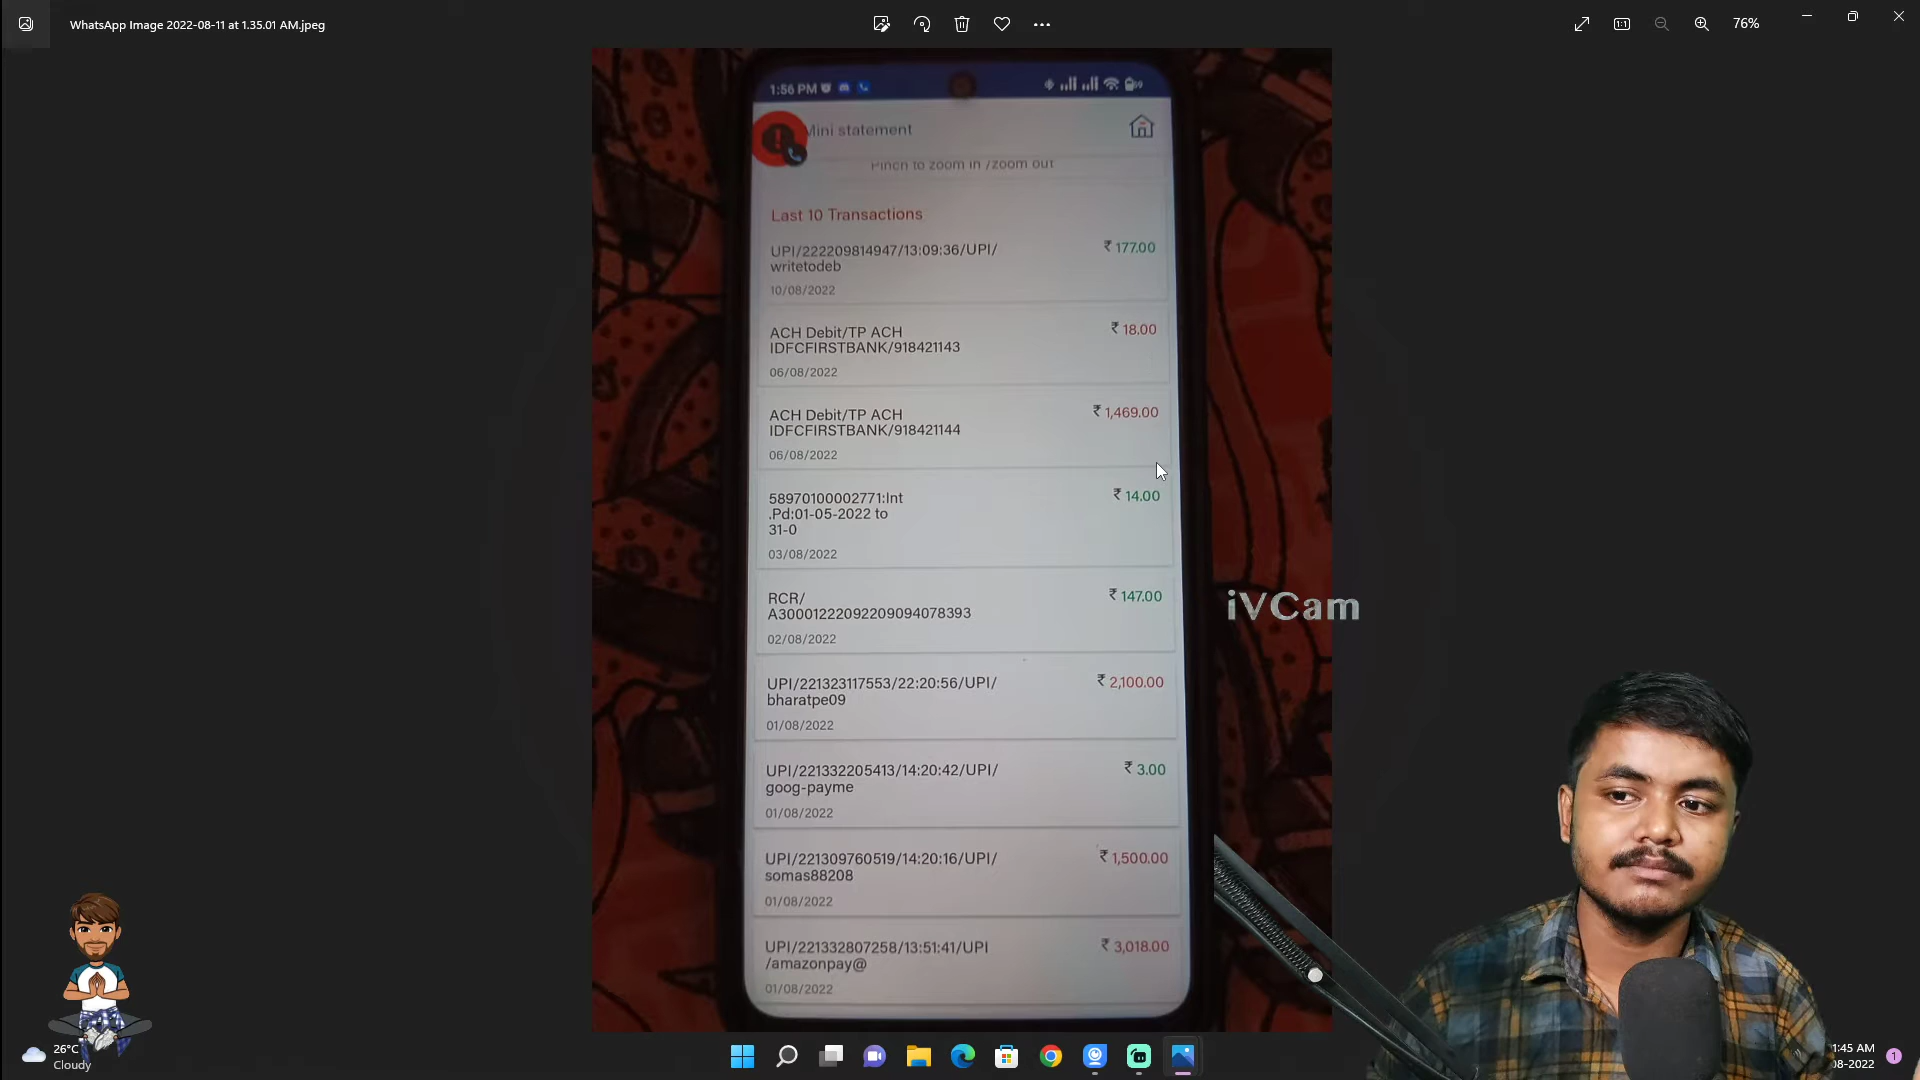 WhatsApp Image 2022-08-11 at 1.35.01 AM.jpeg
76%
1:56 PM
Mini statement
Pinch to zoom in /zoom out
Last 10 Transactions
UPI/222209814947/13:09:36/UPI/
writetodeb
₹ 177.00
10/08/2022
ACH Debit/TP ACH
IDFCFIRSTBANK/918421143
₹ 18.00
06/08/2022
ACH Debit/TP ACH
IDFCFIRSTBANK/918421144
₹ 1,469.00
06/08/2022
58970100002771:Int
.Pd:01-05-2022 to
31-0
₹ 14.00
03/08/2022
RCR/
A30001222092209094078393
₹ 147.00
02/08/2022
UPI/221323117553/22:20:56/UPI/
bharatpe09
₹ 2,100.00
01/08/2022
UPI/221332205413/14:20:42/UPI/
goog-payme
₹ 3.00
01/08/2022
UPI/221309760519/14:20:16/UPI/
somas88208
₹ 1,500.00
01/08/2022
UPI/221332807258/13:51:41/UPI
/amazonpay@
₹ 3,018.00
01/08/2022
iVCam
26°C
Cloudy
1:45 AM
08-2022
1